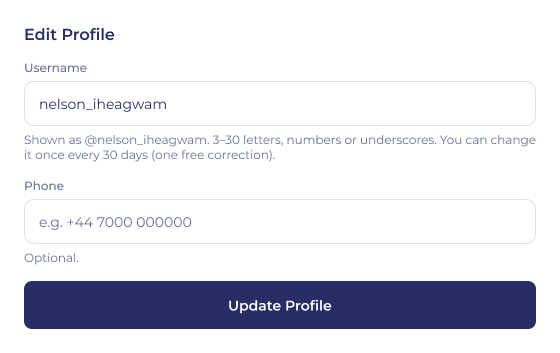 Edit Profile
Username
nelson_iheagwam
Shown as @nelson_iheagwam. 3–30 letters, numbers or underscores. You can change
it once every 30 days (one free correction).
Phone
e.g. +44 7000 000000
Optional.
Update Profile